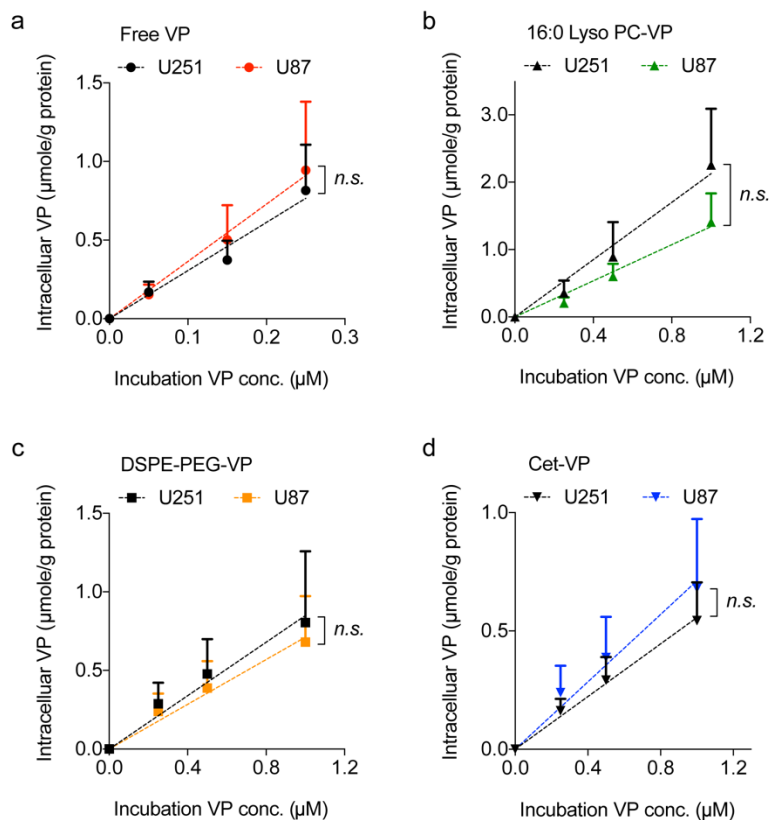 a
Free VP
U251 U87
Intracelluar VP (µmole/g protein)
1.5
1.0
0.5
0.0
n.s.
0.0 0.1 0.2 0.3
Incubation VP conc. (µM)
b
16:0 Lyso PC-VP
U251 U87
Intracelluar VP (µmole/g protein)
3.0
2.0
1.0
0.0
n.s.
0.0 0.4 0.8 1.2
Incubation VP conc. (µM)
c
DSPE-PEG-VP
U251 U87
Intracelluar VP (µmole/g protein)
1.5
1.0
0.5
0.0
n.s.
0.0 0.4 0.8 1.2
Incubation VP conc. (µM)
d
Cet-VP
U251 U87
Intracelluar VP (µmole/g protein)
1.0
0.5
0.0
n.s.
0.0 0.4 0.8 1.2
Incubation VP conc. (µM)